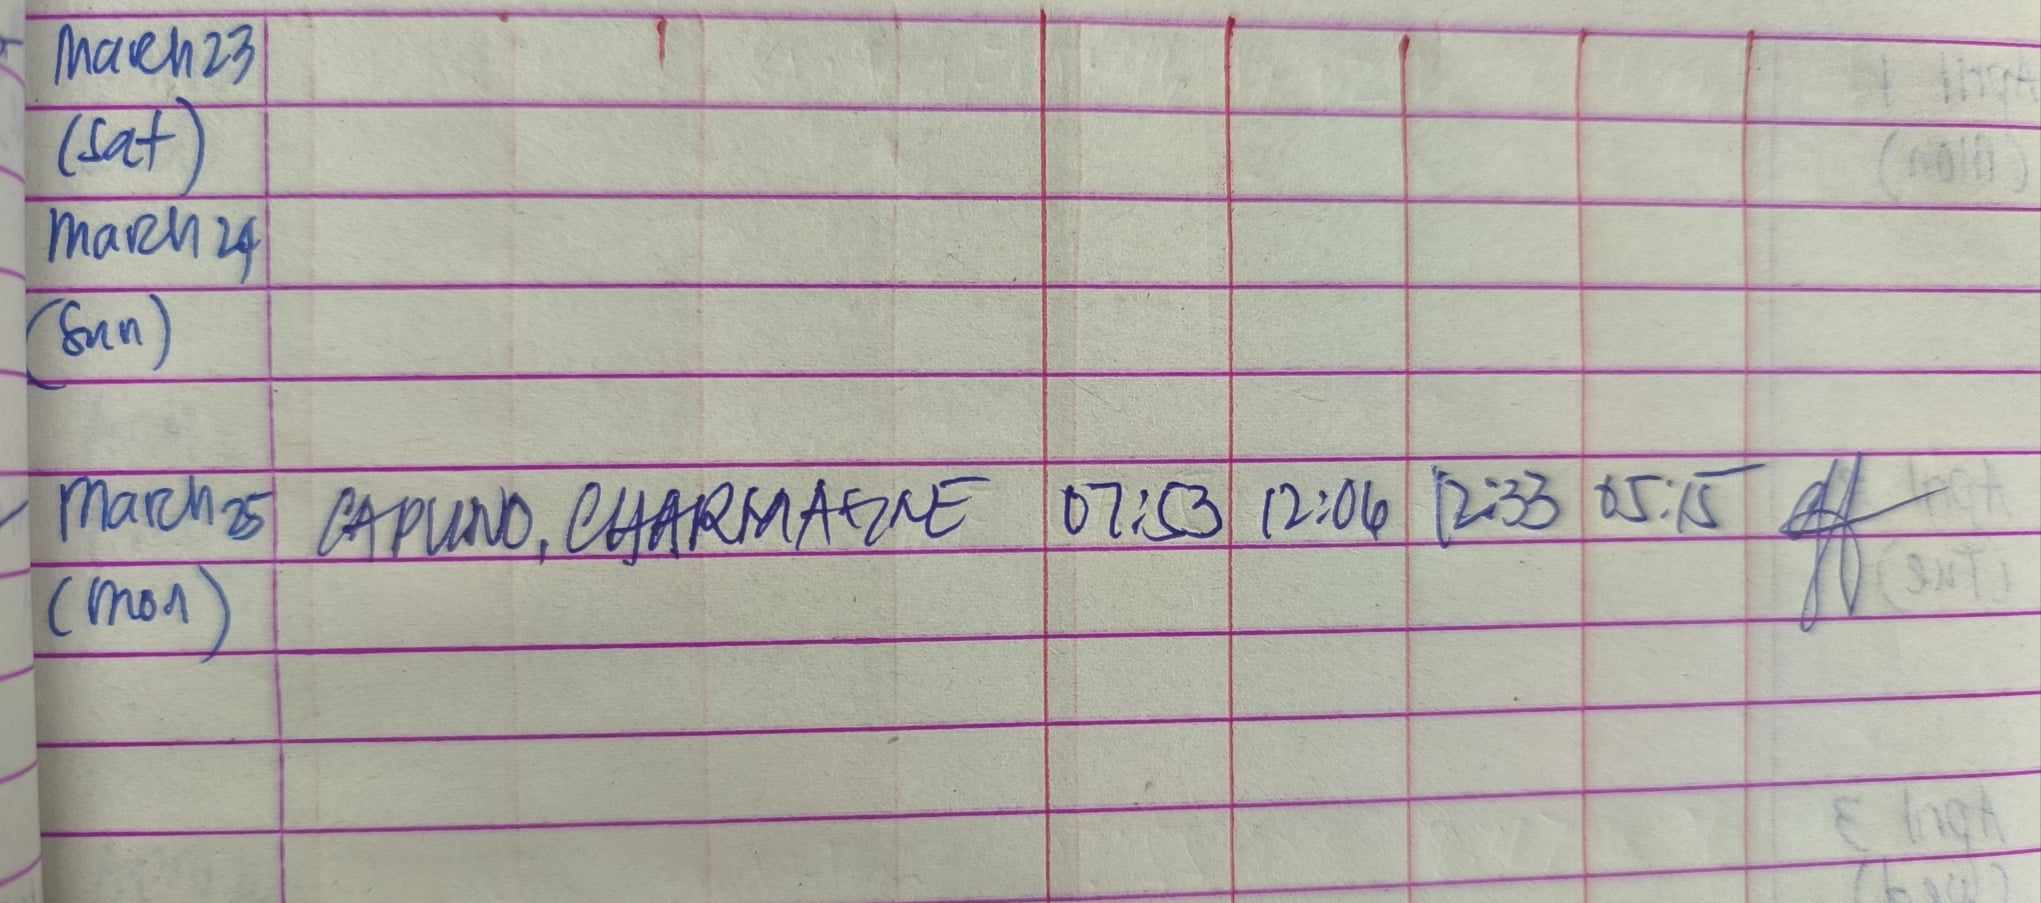 March 23
(Sat)
March 24
(Sun)
March 25 CAPUNO, CHARMAINE 07:53 12:06 12:33 05:15
(Mon)